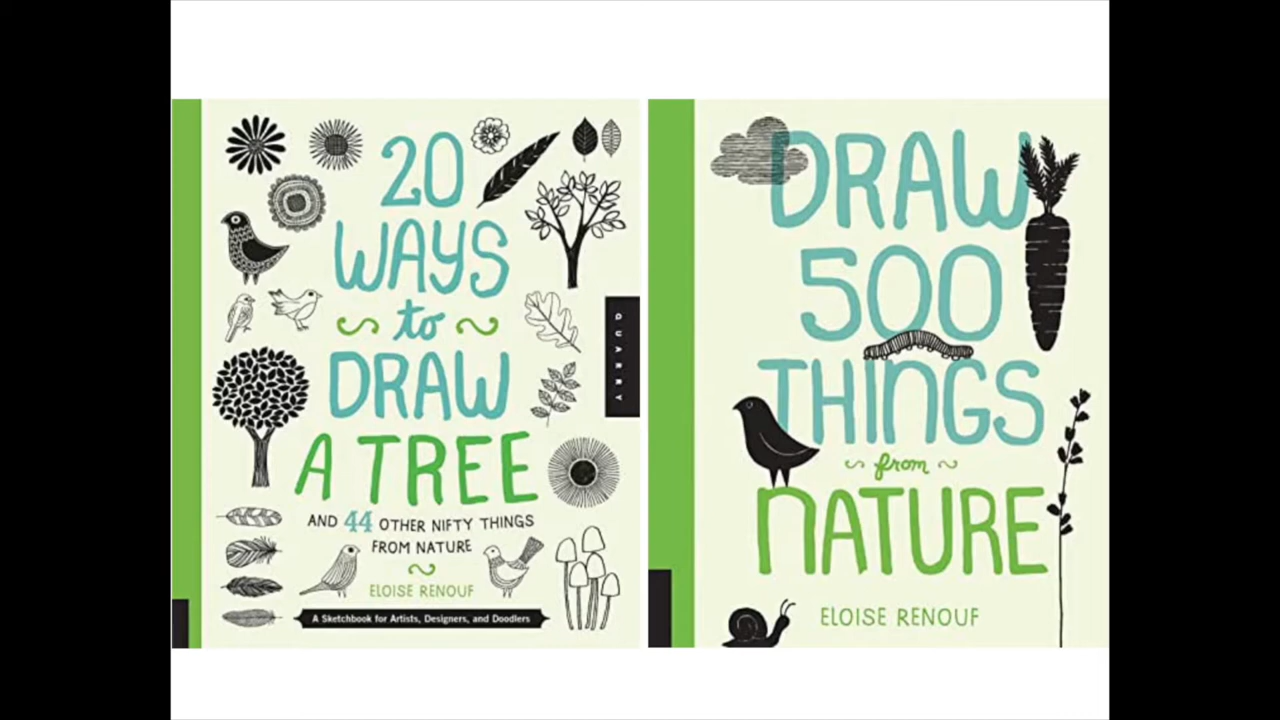 20
WAYS
to
DRAW
A TREE
AND 44 OTHER NIFTY THINGS
FROM NATURE
ELOISE RENOUF
A Sketchbook for Artists, Designers, and Doodlers
QUARRY
DRAW
500
THINGS
from
NATURE
ELOISE RENOUF